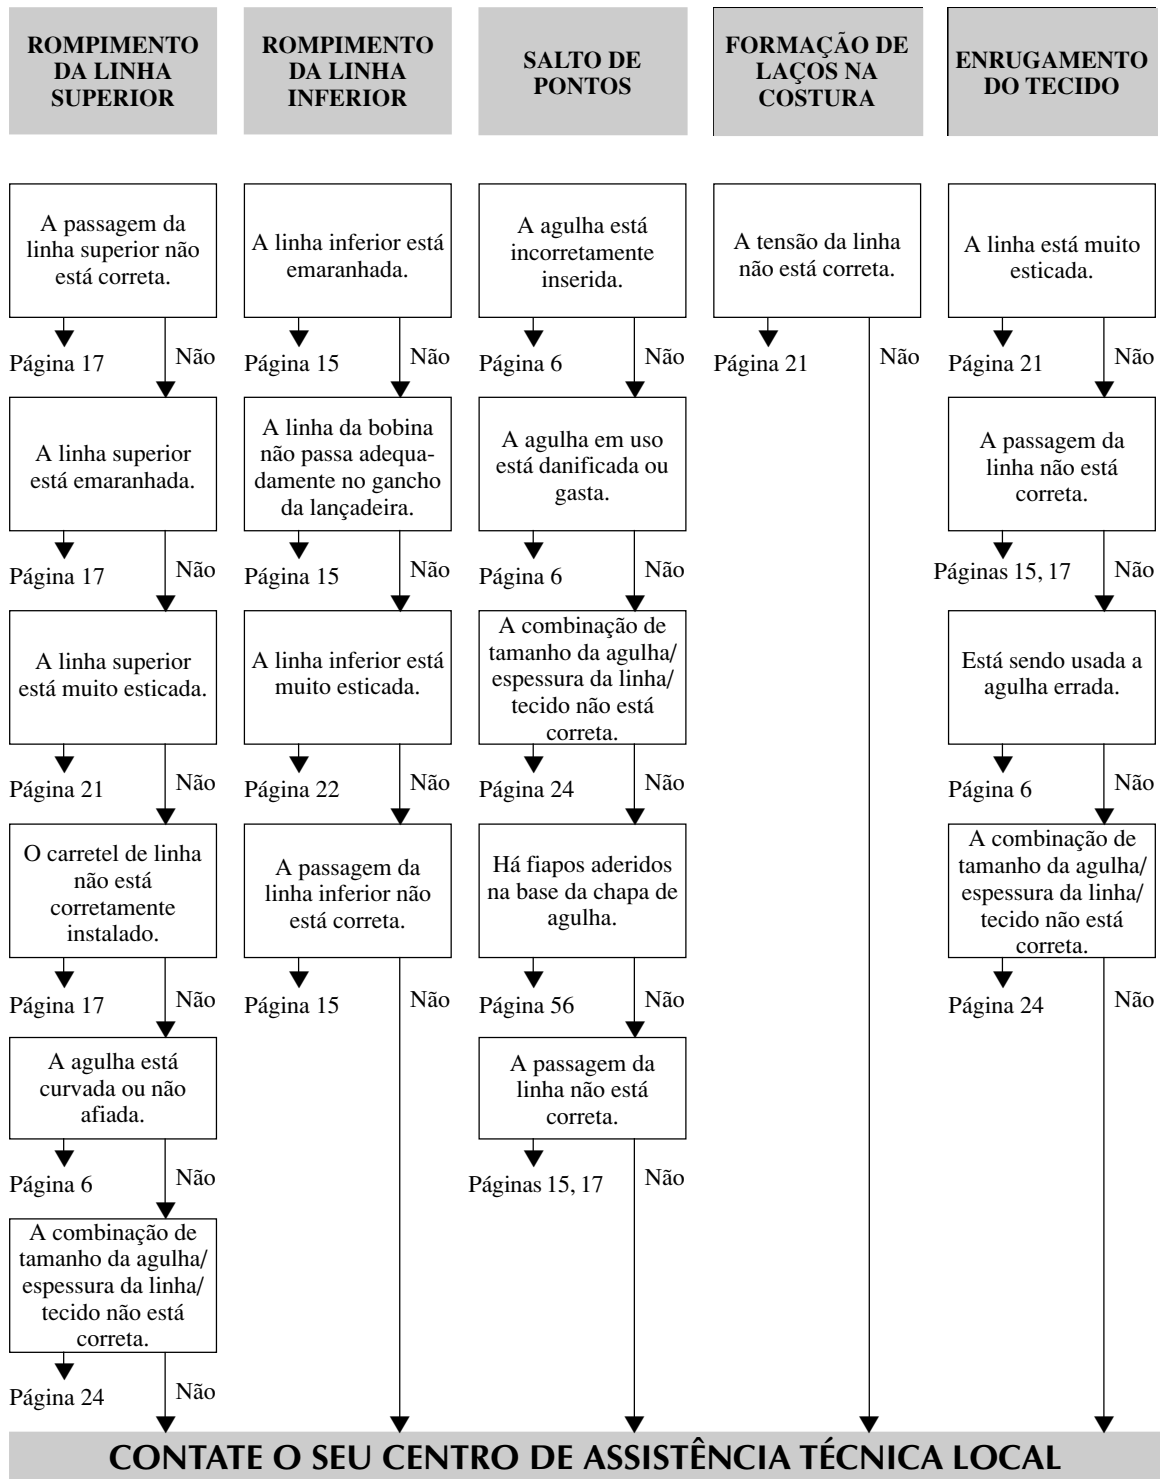 ROMPIMENTO
DA LINHA
SUPERIOR
A passagem da
linha superior não
está correta.
Página 17
Não
A linha superior
está emaranhada.
Página 17
Não
A linha superior
está muito esticada.
Página 21
Não
O carretel de linha
não está
corretamente
instalado.
Página 17
Não
A agulha está
curvada ou não
afiada.
Página 6
Não
A combinação de
tamanho da agulha/
espessura da linha/
tecido não está
correta.
Página 24
Não
ROMPIMENTO
DA LINHA
INFERIOR
A linha inferior está
emaranhada.
Página 15
Não
A linha da bobina
não passa adequa-
damente no gancho
da lançadeira.
Página 15
Não
A linha inferior está
muito esticada.
Página 22
Não
A passagem da
linha inferior não
está correta.
Página 15
Não
SALTO DE
PONTOS
A agulha está
incorretamente
inserida.
Página 6
Não
A agulha em uso
está danificada ou
gasta.
Página 6
Não
A combinação de
tamanho da agulha/
espessura da linha/
tecido não está
correta.
Página 24
Não
Há fiapos aderidos
na base da chapa de
agulha.
Página 56
Não
A passagem da
linha não está
correta.
Páginas 15, 17
Não
FORMAÇÃO DE
LAÇOS NA
COSTURA
A tensão da linha
não está correta.
Página 21
Não
ENRUGAMENTO
DO TECIDO
A linha está muito
esticada.
Página 21
Não
A passagem da
linha não está
correta.
Páginas 15, 17
Não
Está sendo usada a
agulha errada.
Página 6
Não
A combinação de
tamanho da agulha/
espessura da linha/
tecido não está
correta.
Página 24
Não
CONTATE O SEU CENTRO DE ASSISTÊNCIA TÉCNICA LOCAL